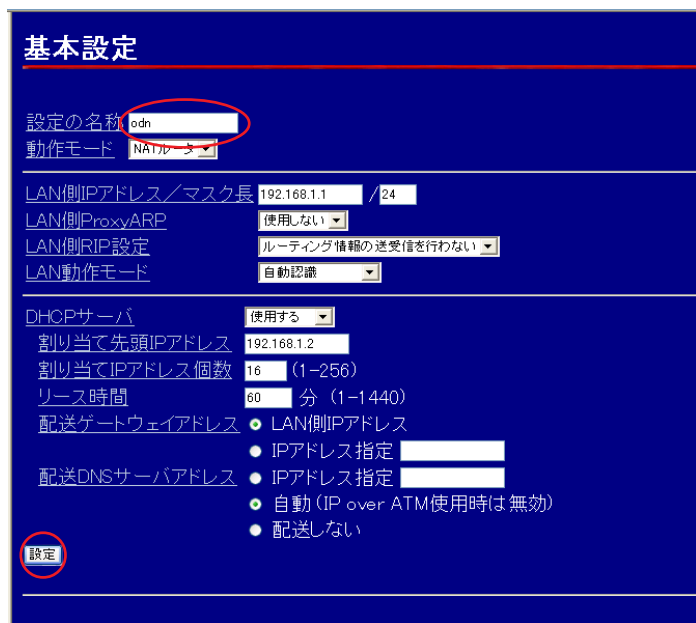 基本設定
設定の名称 odn
動作モード NATルータ
LAN側IPアドレス／マスク長 192.168.1.1 /24
LAN側ProxyARP 使用しない
LAN側RIP設定 ルーティング情報の送受信を行わない
LAN動作モード 自動認識
DHCPサーバ 使用する
割り当て先頭IPアドレス 192.168.1.2
割り当てIPアドレス個数 16 (1-256)
リース時間 60 分 (1-1440)
配送ゲートウェイアドレス LAN側IPアドレス
IPアドレス指定
配送DNSサーバアドレス IPアドレス指定
自動(IP over ATM使用時は無効)
配送しない
設定